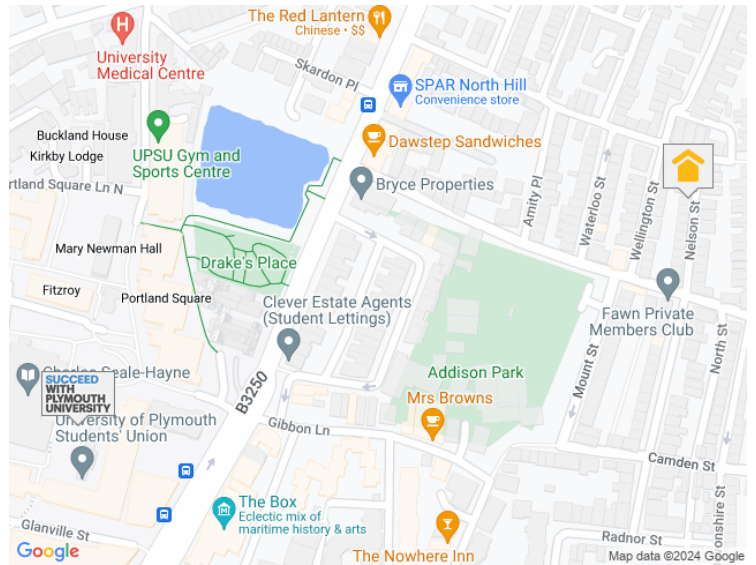 The Red Lantern
Chinese • $$
H
University
Medical Centre
Skardon Pl
SPAR North Hill
Convenience store
Buckland House
Kirkby Lodge
UPSU Gym and
Sports Centre
Dawstep Sandwiches
Bryce Properties
ortland Square Ln N
Amity Pl
Waterloo St
Wellington St
Nelson St
Mary Newman Hall
Drake's Place
Fitzroy
Portland Square
Clever Estate Agents
(Student Lettings)
Fawn Private
Members Club
North St
Mount St
Addison Park
Charles Seale-Hayne
SUCCEED
WITH
PLYMOUTH
UNIVERSITY
B3250
Mrs Browns
University of Plymouth
Students' Union
Gibbon Ln
Camden St
The Box
Eclectic mix of
maritime history & arts
Glanville St
The Nowhere Inn
Radnor St
onshire St
Google
Map data ©2024 Google